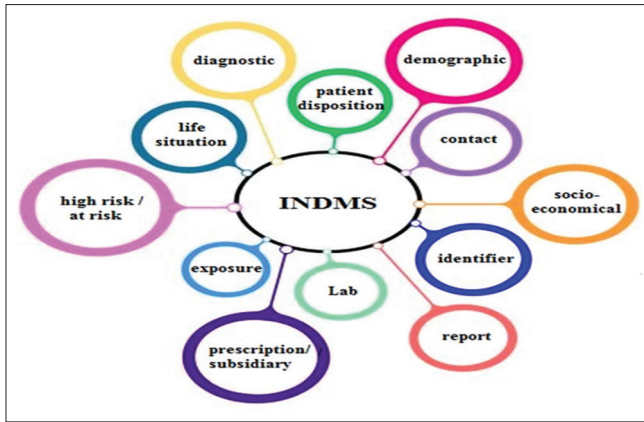 diagnostic
demographic
patient
disposition
life
situation
contact
high risk /
at risk
INDMS
socio-
economical
exposure
identifier
Lab
report
prescription/
subsidiary